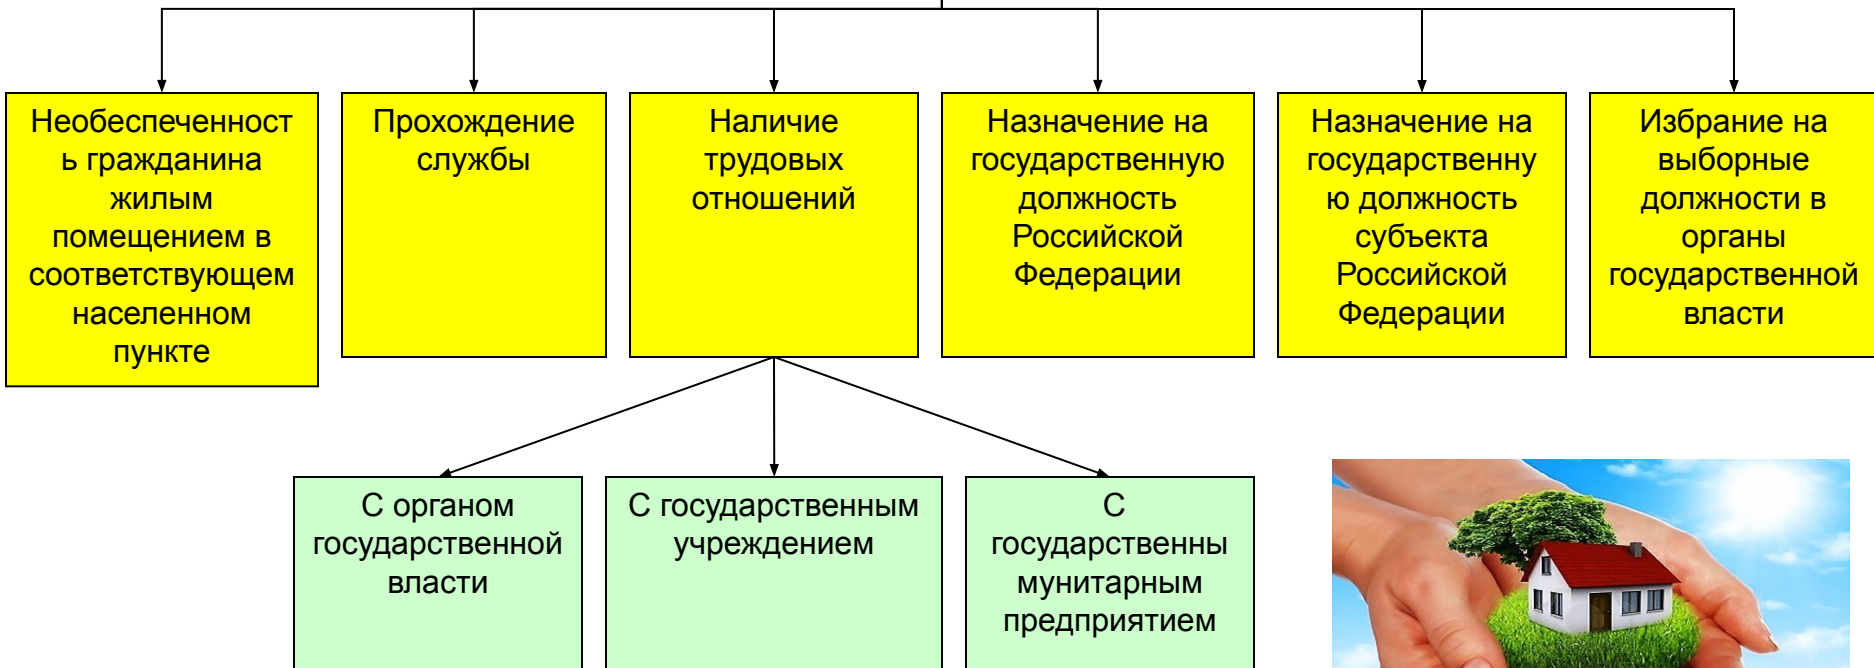 Необеспеченност
ь гражданина
жилым
помещением в
соответствующем
населенном
пункте
Прохождение
службы
Наличие
трудовых
отношений
Назначение на
государственную
должность
Российской
Федерации
Назначение на
государственну
ю должность
субъекта
Российской
Федерации
Избрание на
выборные
должности в
органы
государственной
власти
С органом
государственной
власти
С государственным
учреждением
С
государственны
мунитарным
предприятием